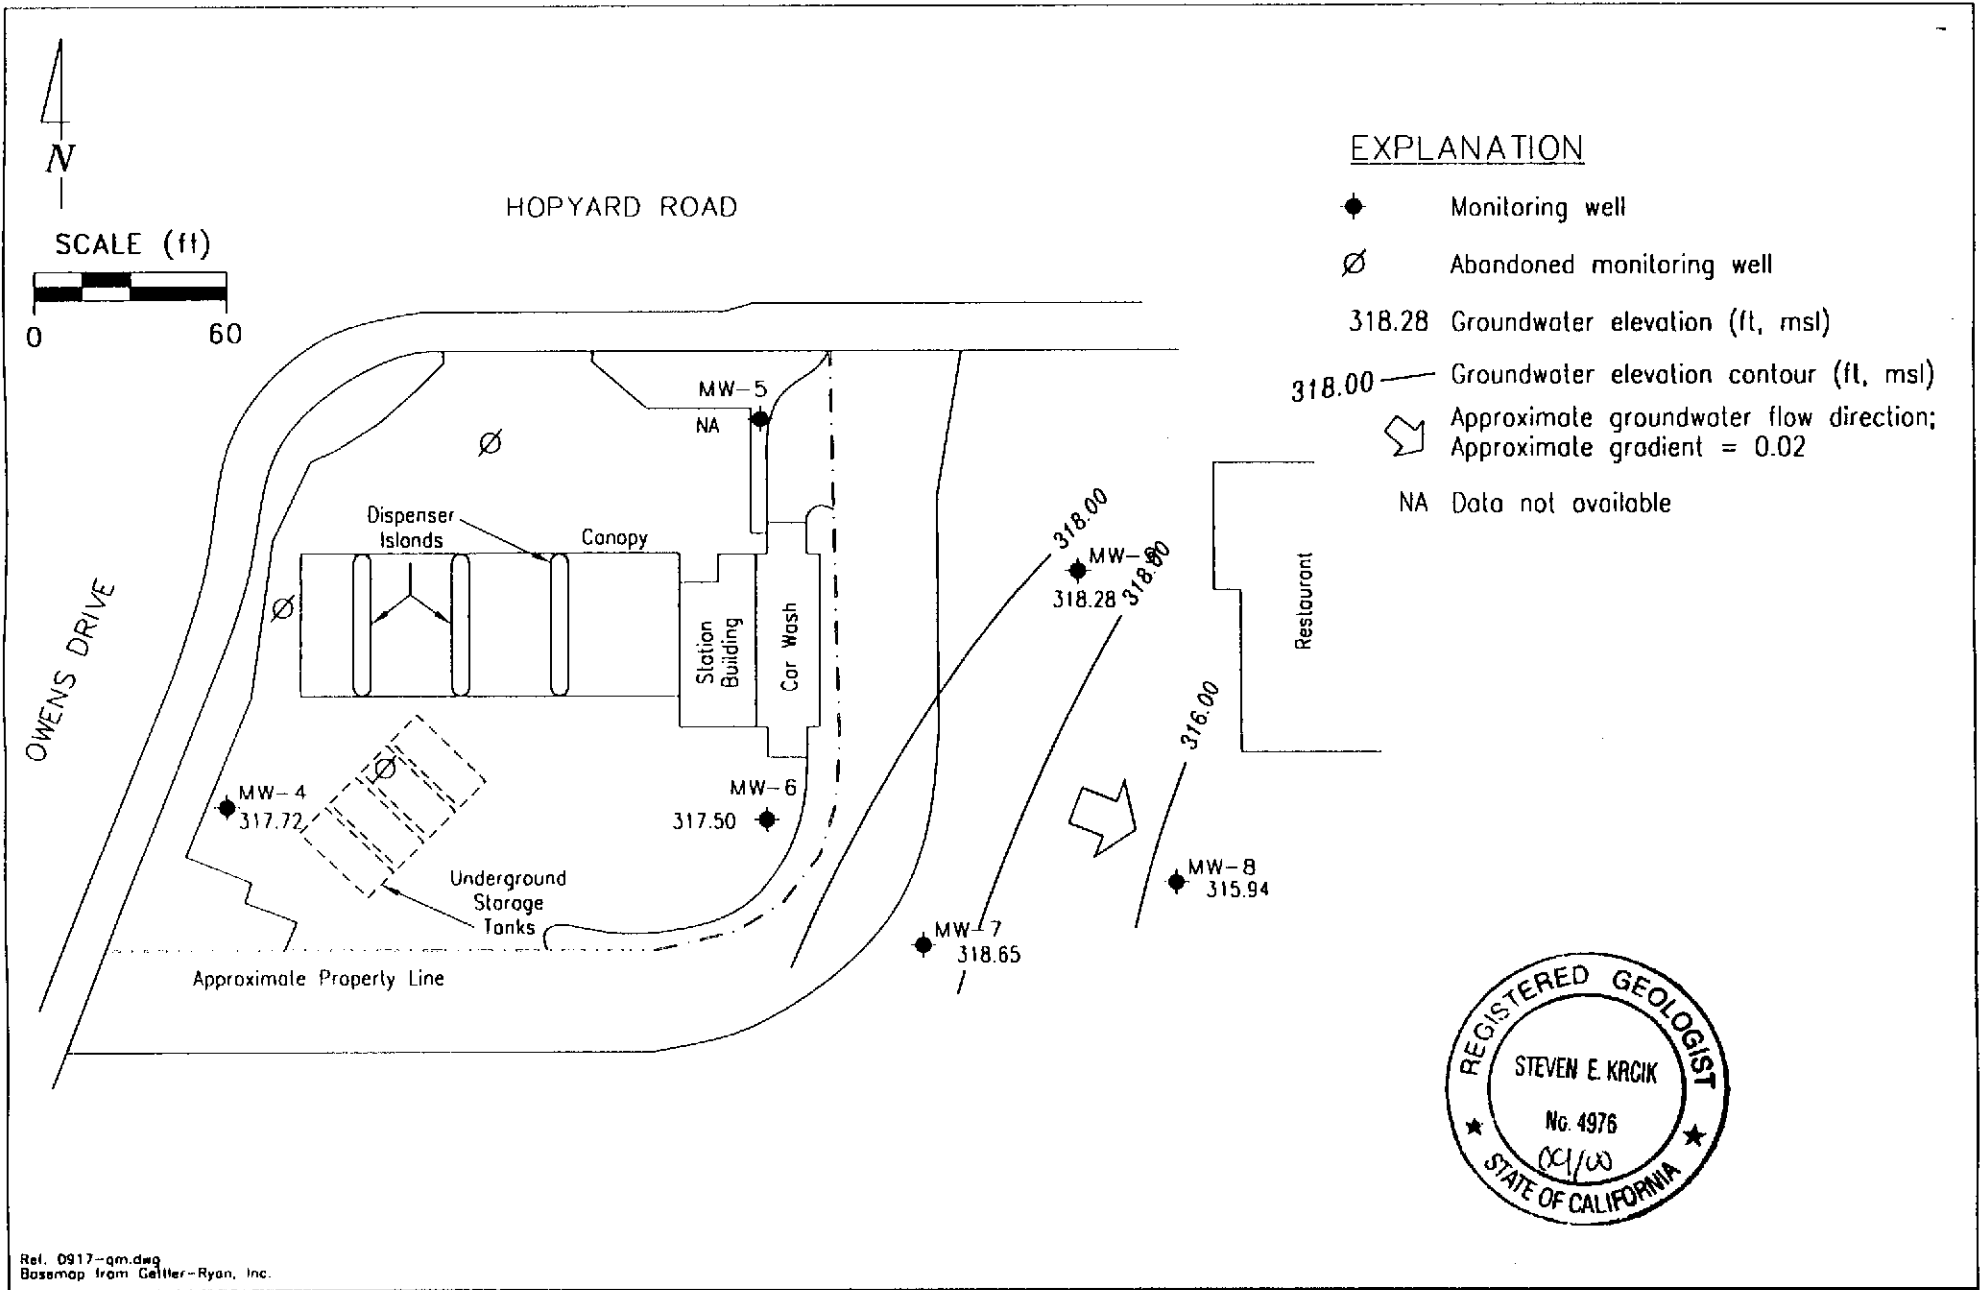 N
SCALE (ft)
0 60
HOPYARD ROAD
EXPLANATION
Monitoring well
Abandoned monitoring well
318.28 Groundwater elevation (ft, msl)
318.00 Groundwater elevation contour (ft, msl)
Approximate groundwater flow direction;
Approximate gradient = 0.02
NA Data not available
MW-5
NA
Dispenser
Islands
Canopy
OWENS DRIVE
Station
Building
Car Wash
318.00
MW-
318.28
318.00
Restaurant
316.00
MW-4
317.72
MW-6
317.50
Underground
Storage
Tanks
MW-8
315.94
MW-7
318.65
Approximate Property Line
REGISTERED GEOLOGIST
STEVEN E. KRCIK
No. 4976
STATE OF CALIFORNIA
Ref. 0917-qm.dwg
Basemap from Gettler-Ryan, Inc.